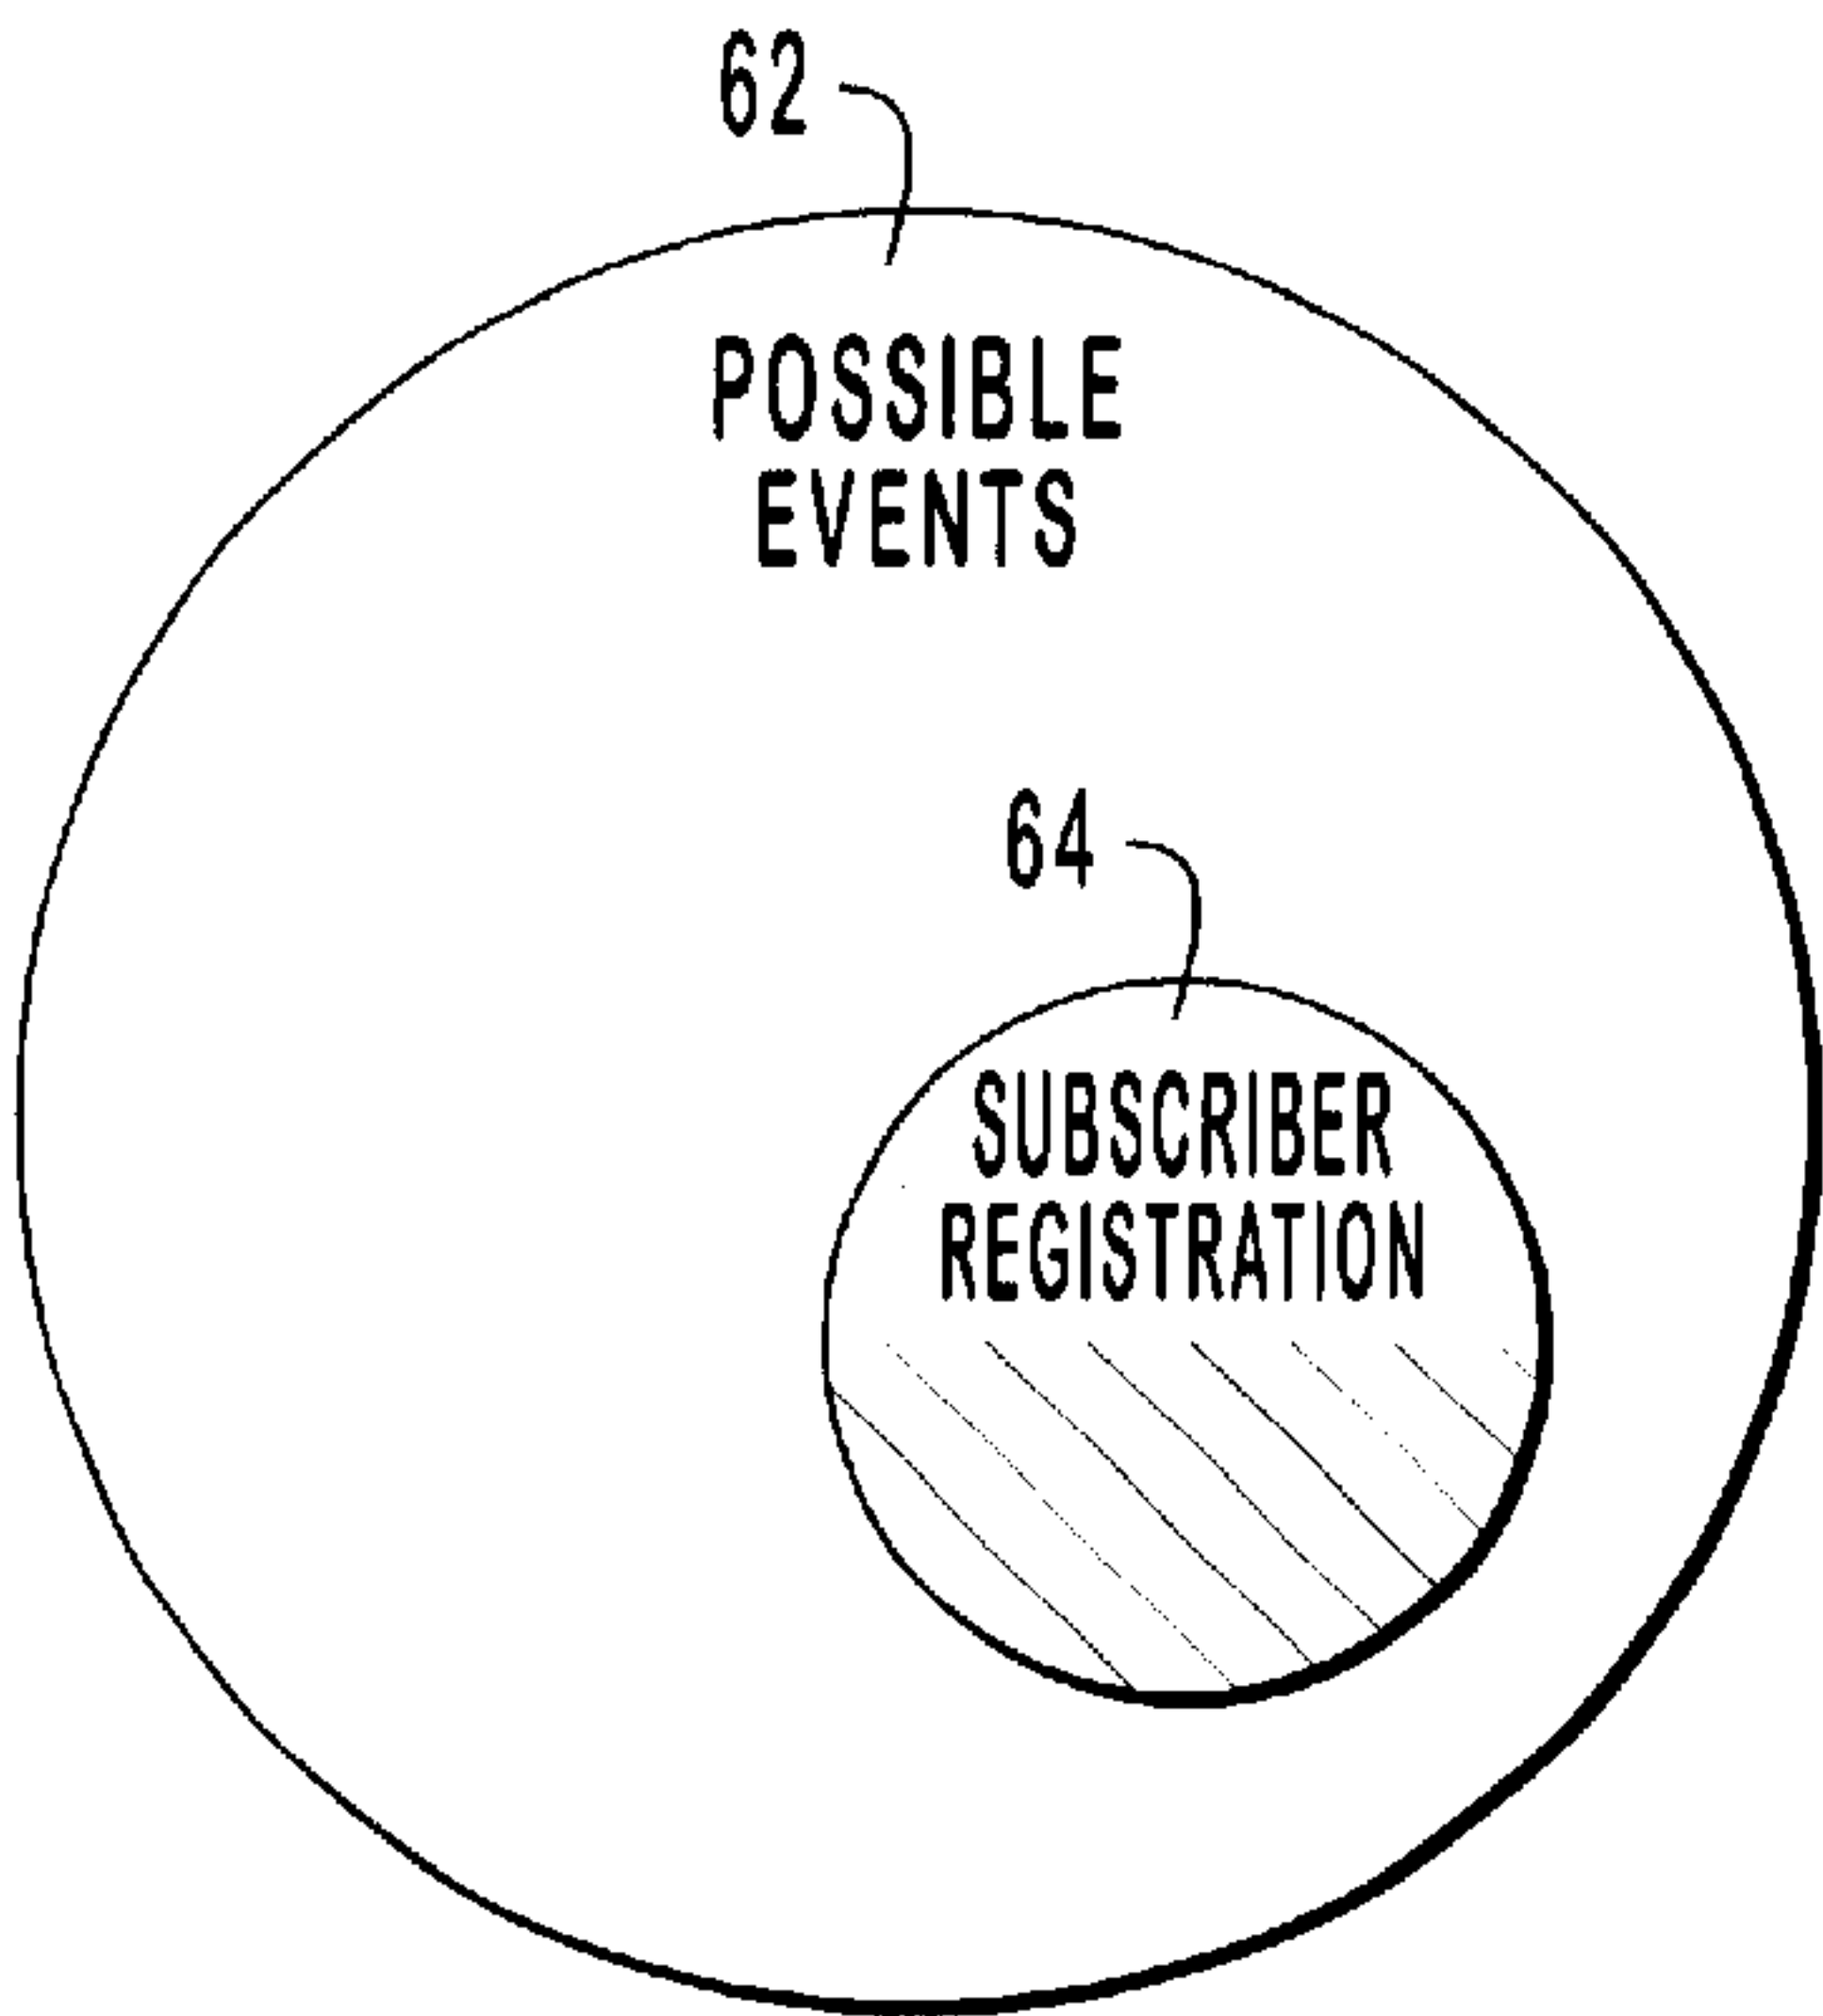 62
POSSIBLE
EVENTS
64
SUBSCRIBER
REGISTRATION